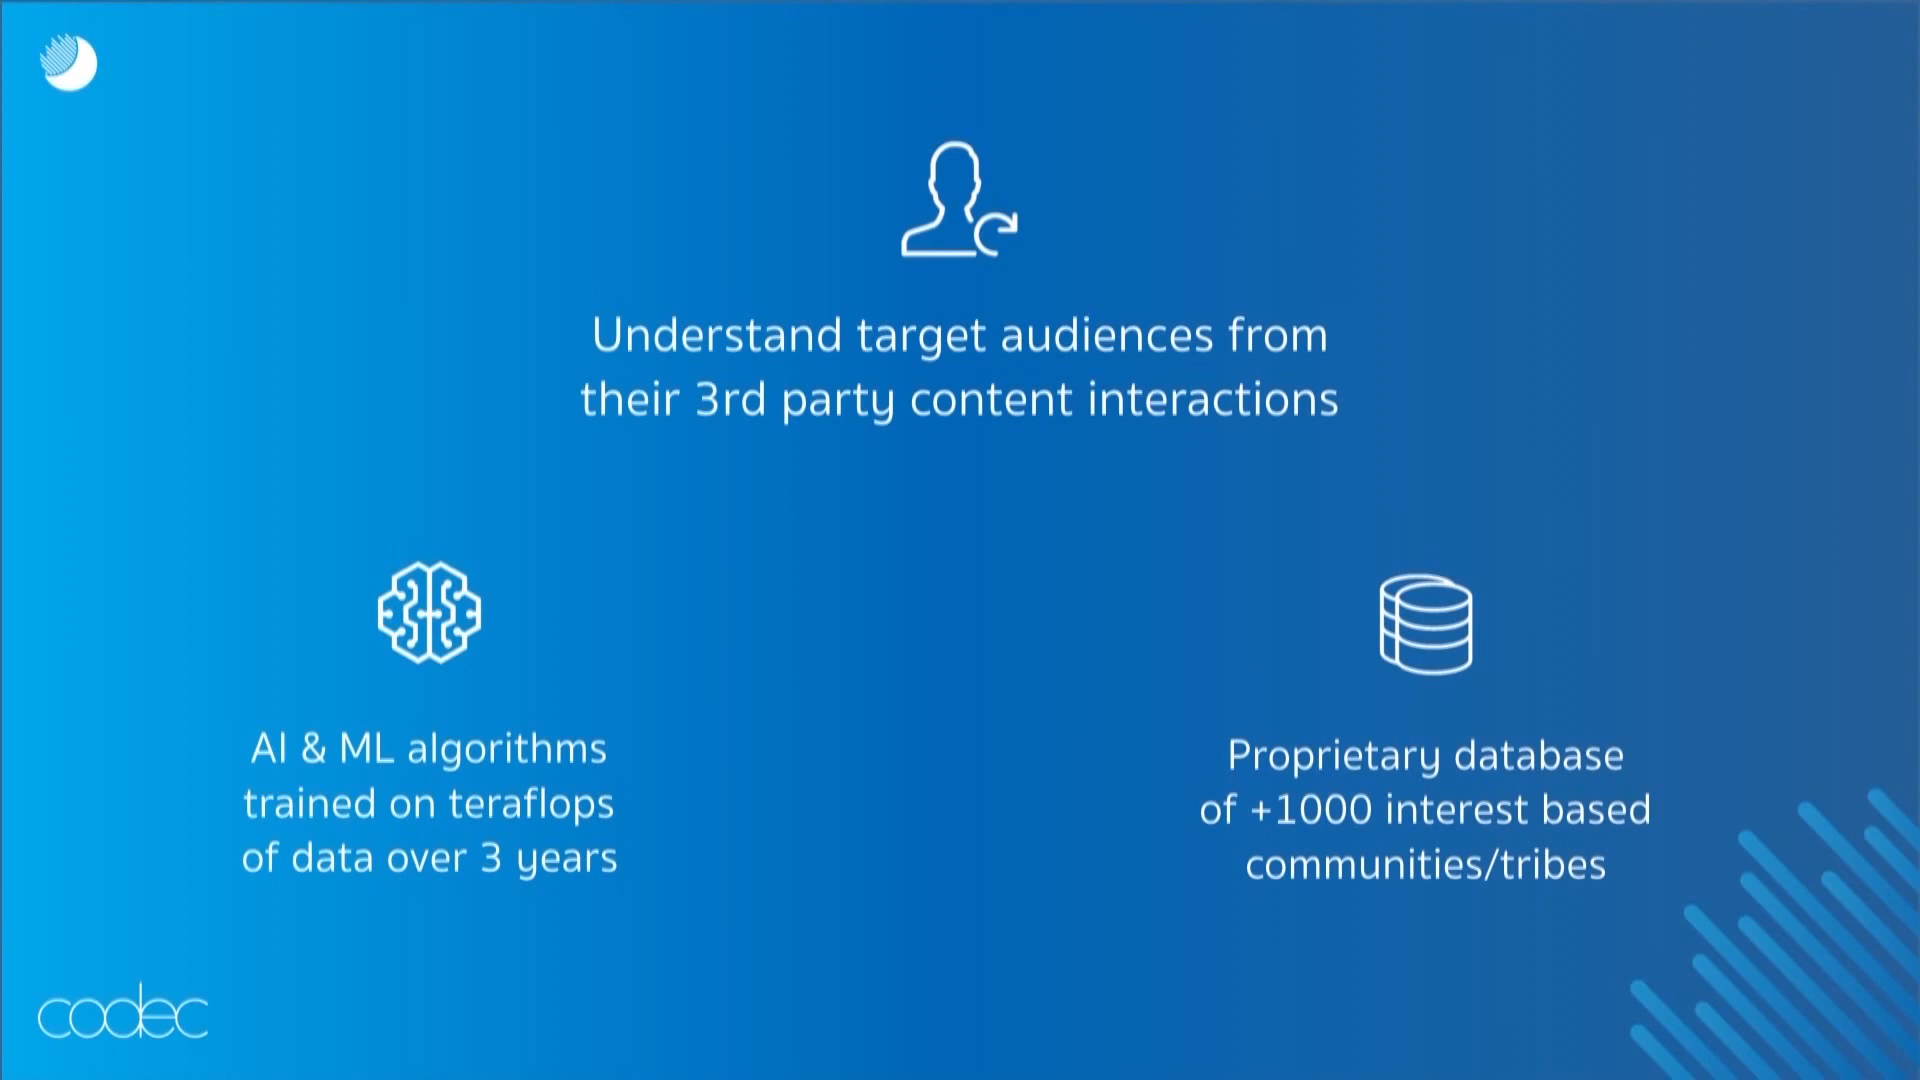 Understand target audiences from
their 3rd party content interactions
AI & ML algorithms
trained on teraflops
of data over 3 years
Proprietary database
of +1000 interest based
communities/tribes
codec